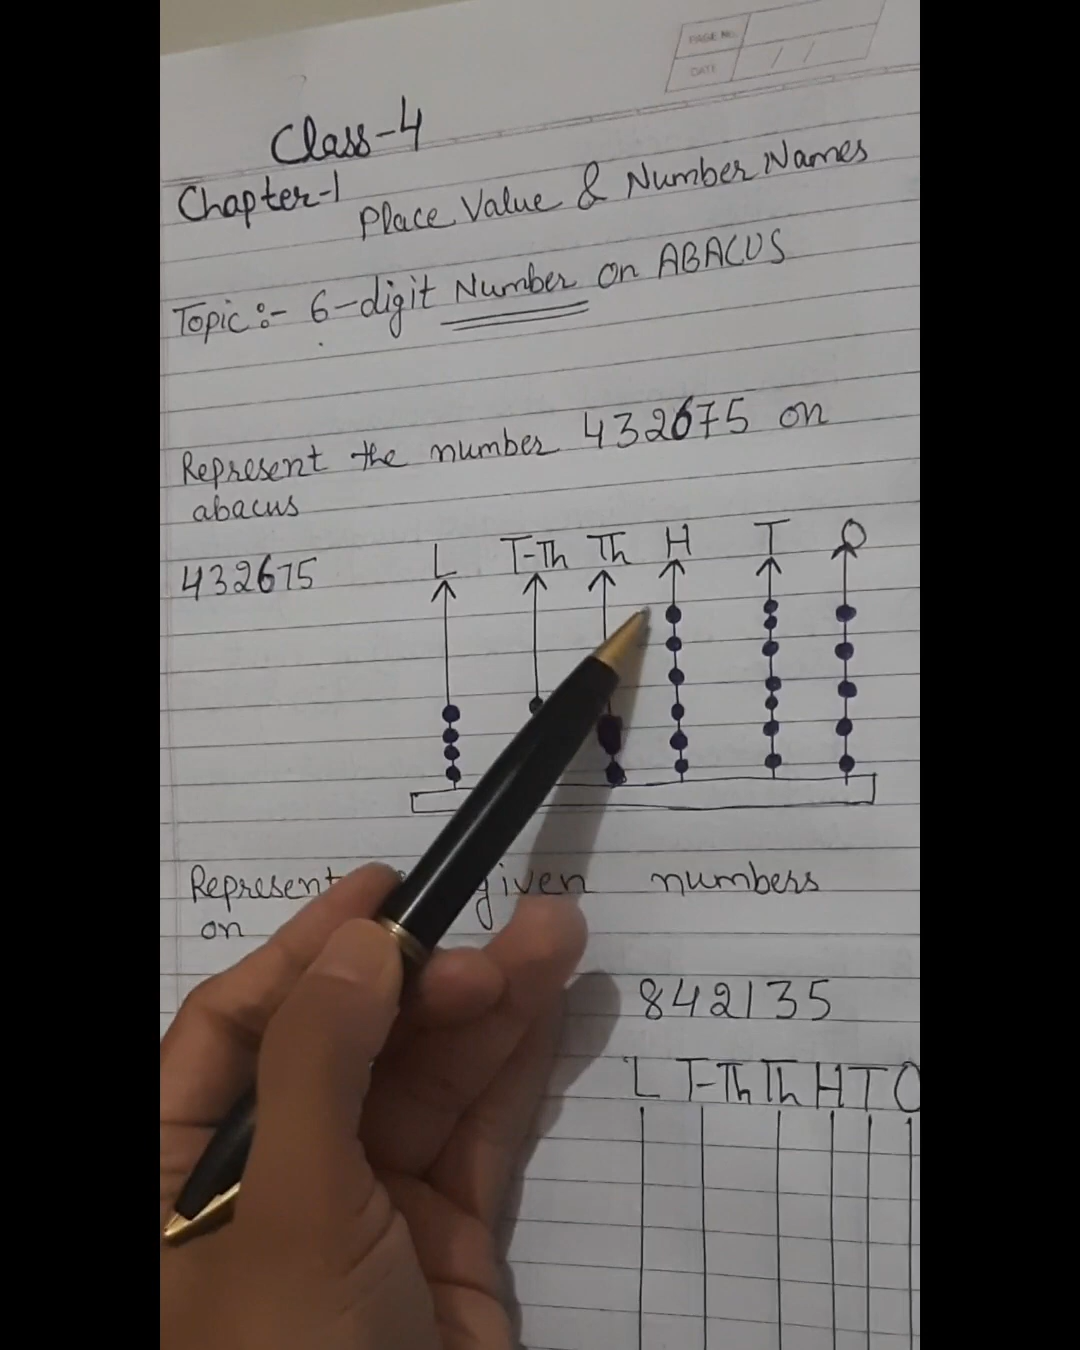 PAGE No.
DATE / /
Class-4
Chapter-1
Place Value & Number Names
Topic:- 6-digit Number on ABACUS
Represent the number 432675 on
abacus
432675
L T-Th Th H T O
Represent given numbers
on
842135
L T-Th Th H T O